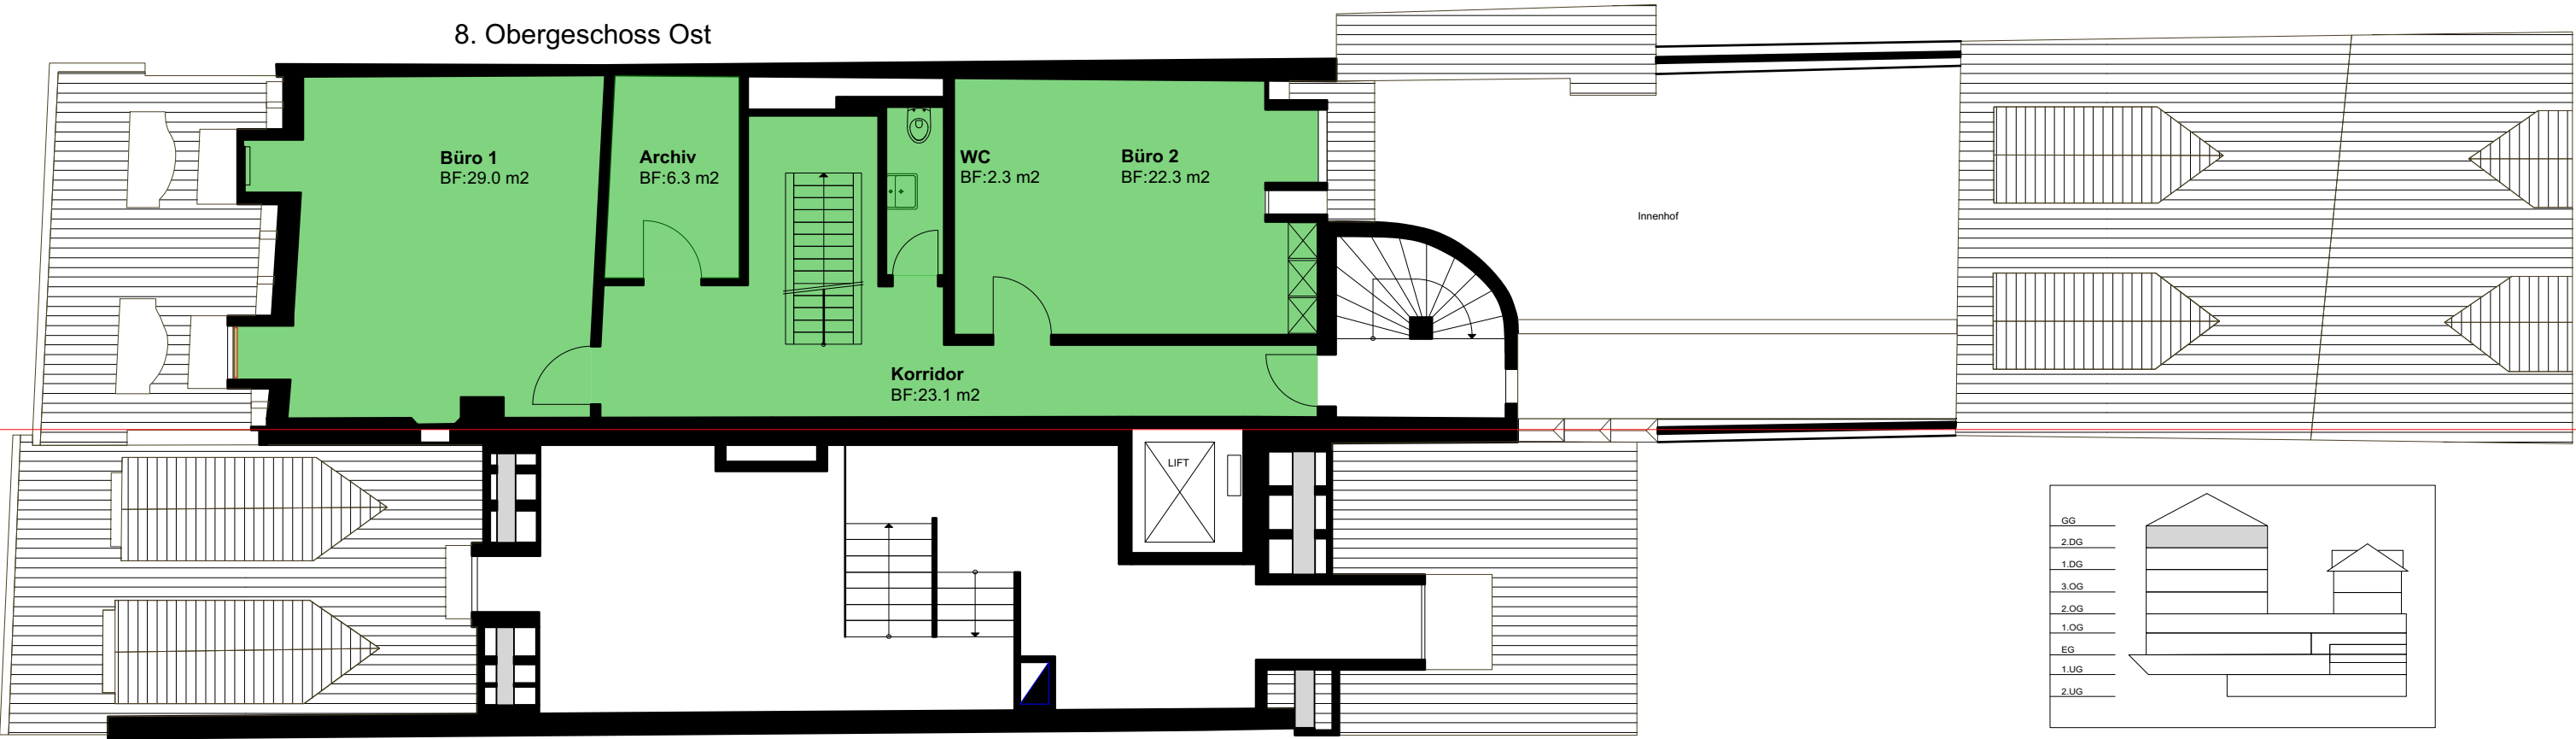 8. Obergeschoss Ost
Büro 1
BF:29.0 m2
Archiv
BF:6.3 m2
WC
BF:2.3 m2
Büro 2
BF:22.3 m2
Innenhof
Korridor
BF:23.1 m2
LIFT
GG
2.DG
1.DG
3.OG
2.OG
1.OG
EG
1.UG
2.UG